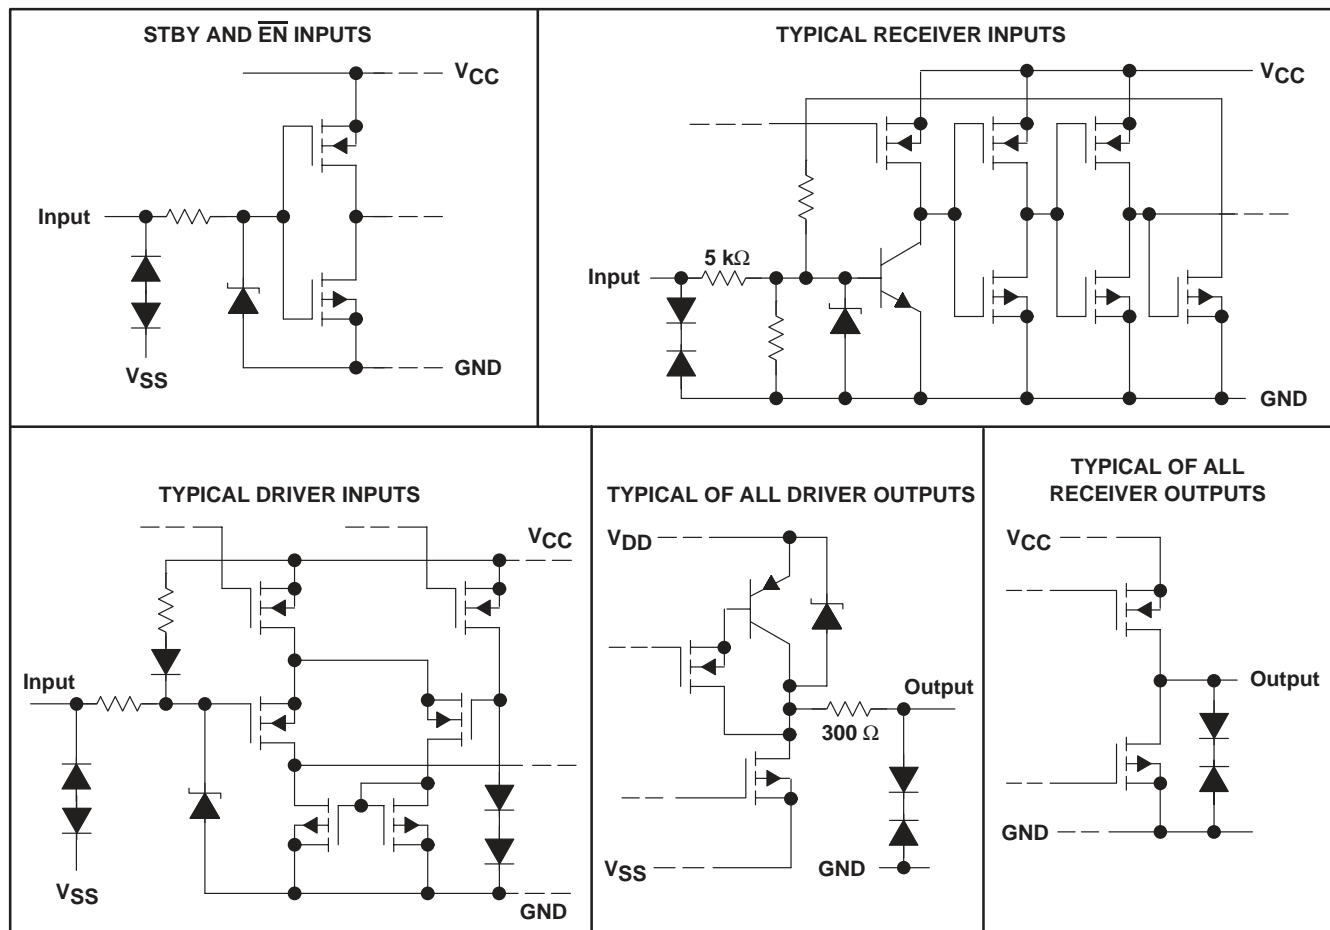 STBY AND E̅N̅ INPUTS
VCC
Input
VSS
GND
TYPICAL RECEIVER INPUTS
VCC
5 kΩ
Input
GND
TYPICAL DRIVER INPUTS
VCC
Input
VSS
GND
TYPICAL OF ALL DRIVER OUTPUTS
VDD
Output
300 Ω
VSS
GND
TYPICAL OF ALL
RECEIVER OUTPUTS
VCC
Output
GND